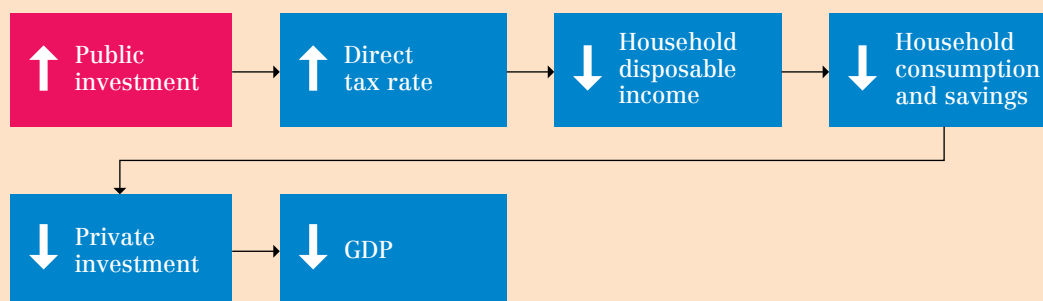 Public
investment
Direct
tax rate
Household
disposable
income
Household
consumption
and savings
Private
investment
GDP